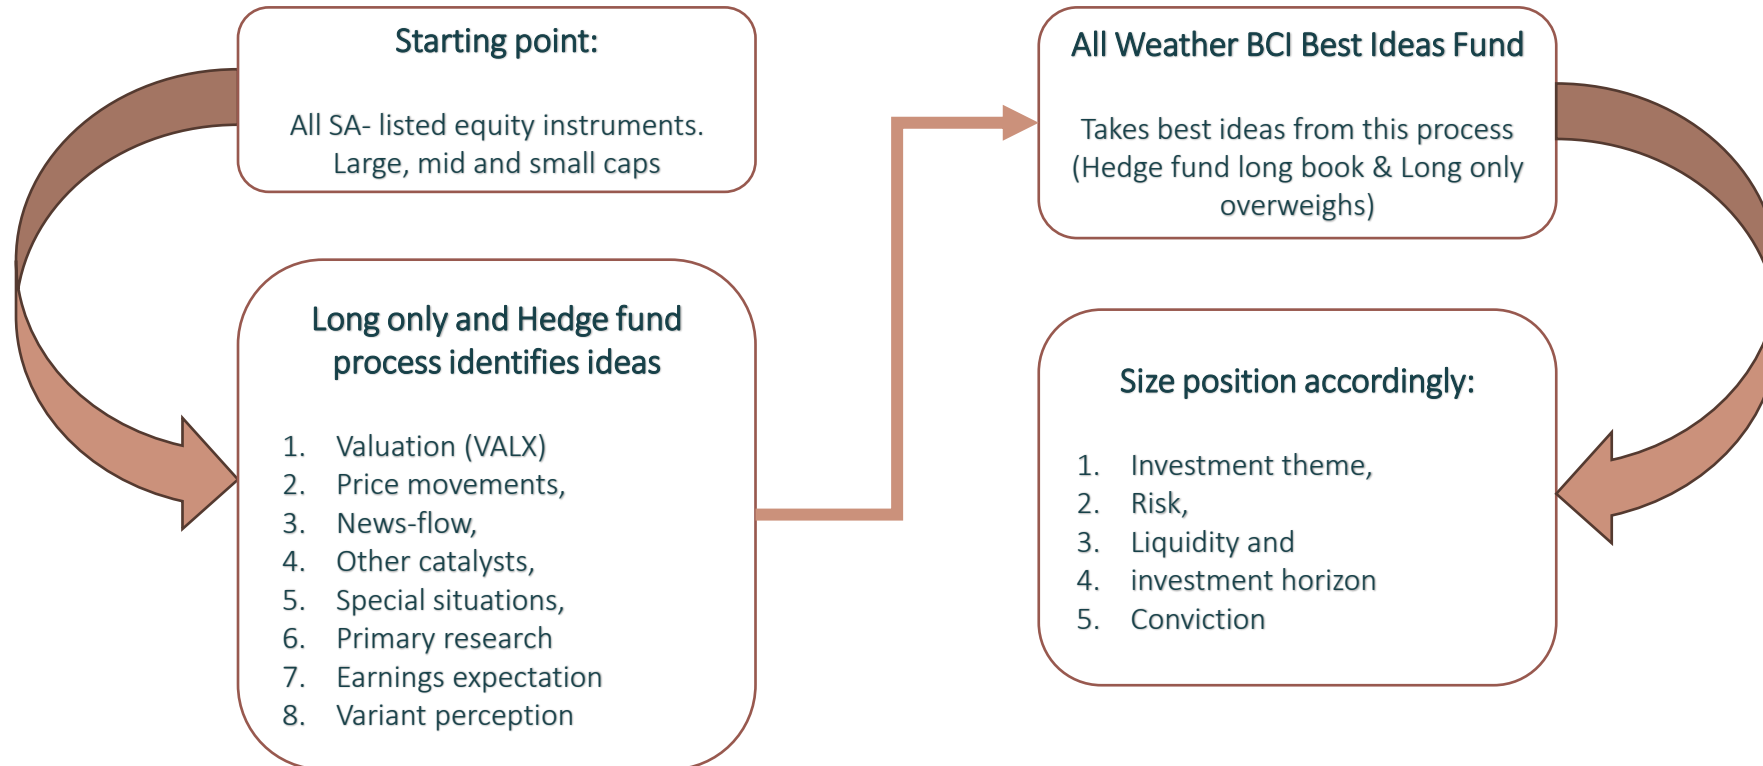 Starting point:
All SA- listed equity instruments.
Large, mid and small caps
Long only and Hedge fund
process identifies ideas
1. Valuation (VALX)
2. Price movements,
3. News-flow,
4. Other catalysts,
5. Special situations,
6. Primary research
7. Earnings expectation
8. Variant perception
All Weather BCI Best Ideas Fund
Takes best ideas from this process
(Hedge fund long book & Long only
overweighs)
Size position accordingly:
1. Investment theme,
2. Risk,
3. Liquidity and
4. investment horizon
5. Conviction